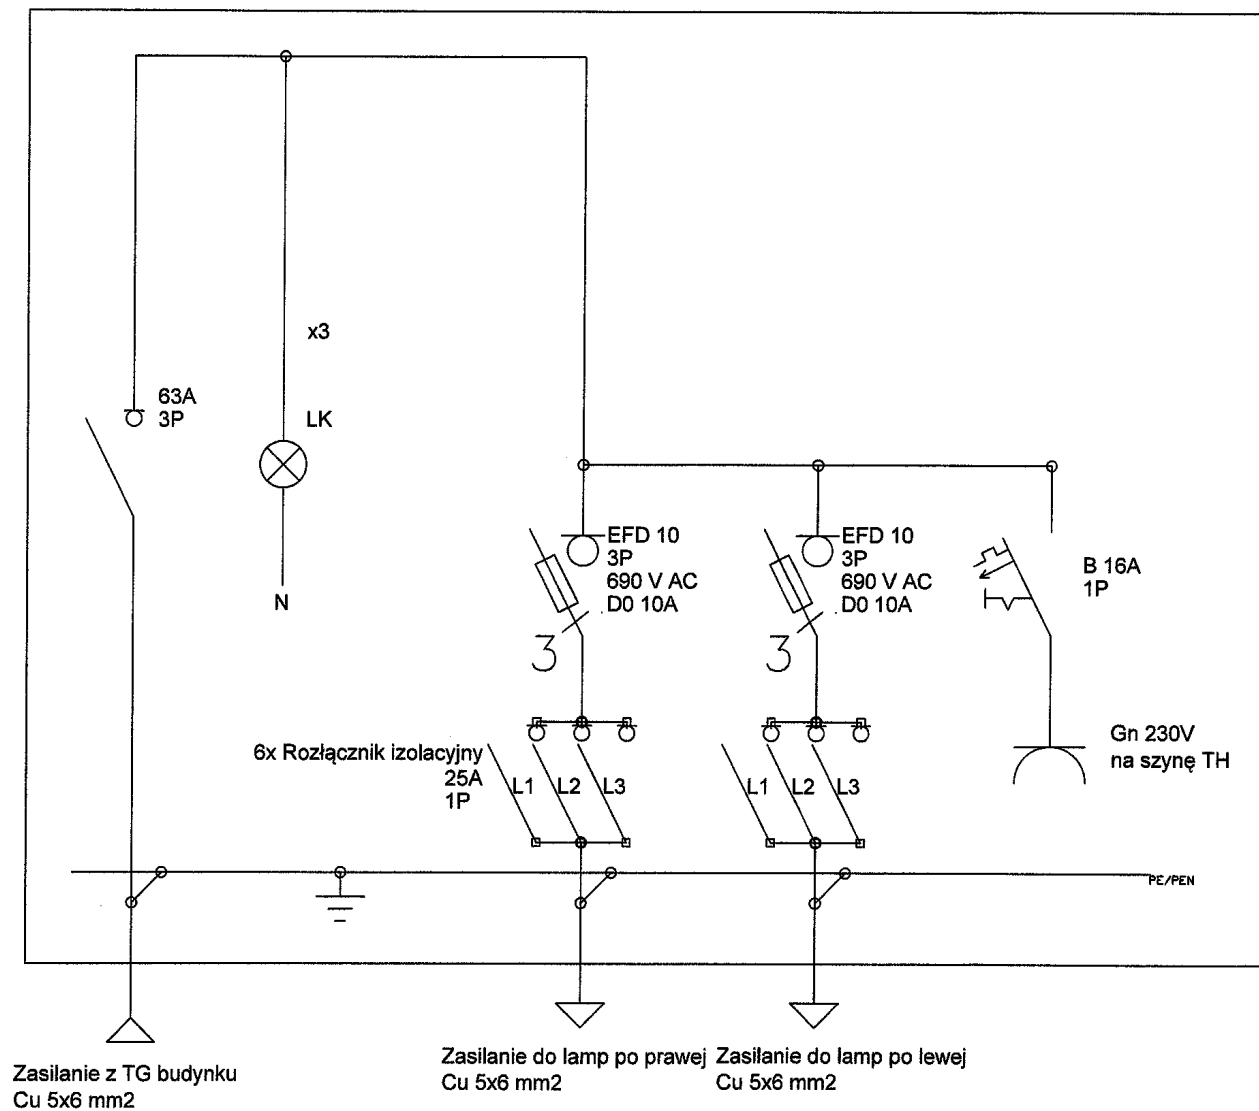 x3
63A
3P
LK
N
EFD 10
3P
690 V AC
D0 10A
3
EFD 10
3P
690 V AC
D0 10A
3
B 16A
1P
6x Rozłącznik izolacyjny
25A
1P
L1
L2
L3
L1
L2
L3
Gn 230V
na szynę TH
PE/PEN
Zasilanie z TG budynku
Cu 5x6 mm2
Zasilanie do lamp po prawej
Cu 5x6 mm2
Zasilanie do lamp po lewej
Cu 5x6 mm2